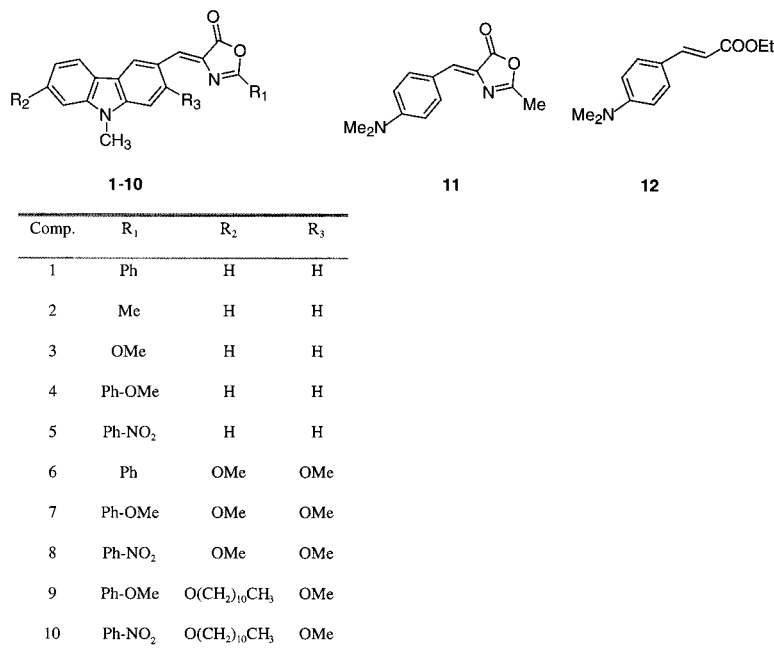 O
O
N
R₁
R₂
R₃
N
CH₃
1-10
O
O
N
Me
Me₂N
11
COOEt
Me₂N
12
Comp. R₁ R₂ R₃
1 Ph H H
2 Me H H
3 OMe H H
4 Ph-OMe H H
5 Ph-NO₂ H H
6 Ph OMe OMe
7 Ph-OMe OMe OMe
8 Ph-NO₂ OMe OMe
9 Ph-OMe O(CH₂)₁₀CH₃ OMe
10 Ph-NO₂ O(CH₂)₁₀CH₃ OMe